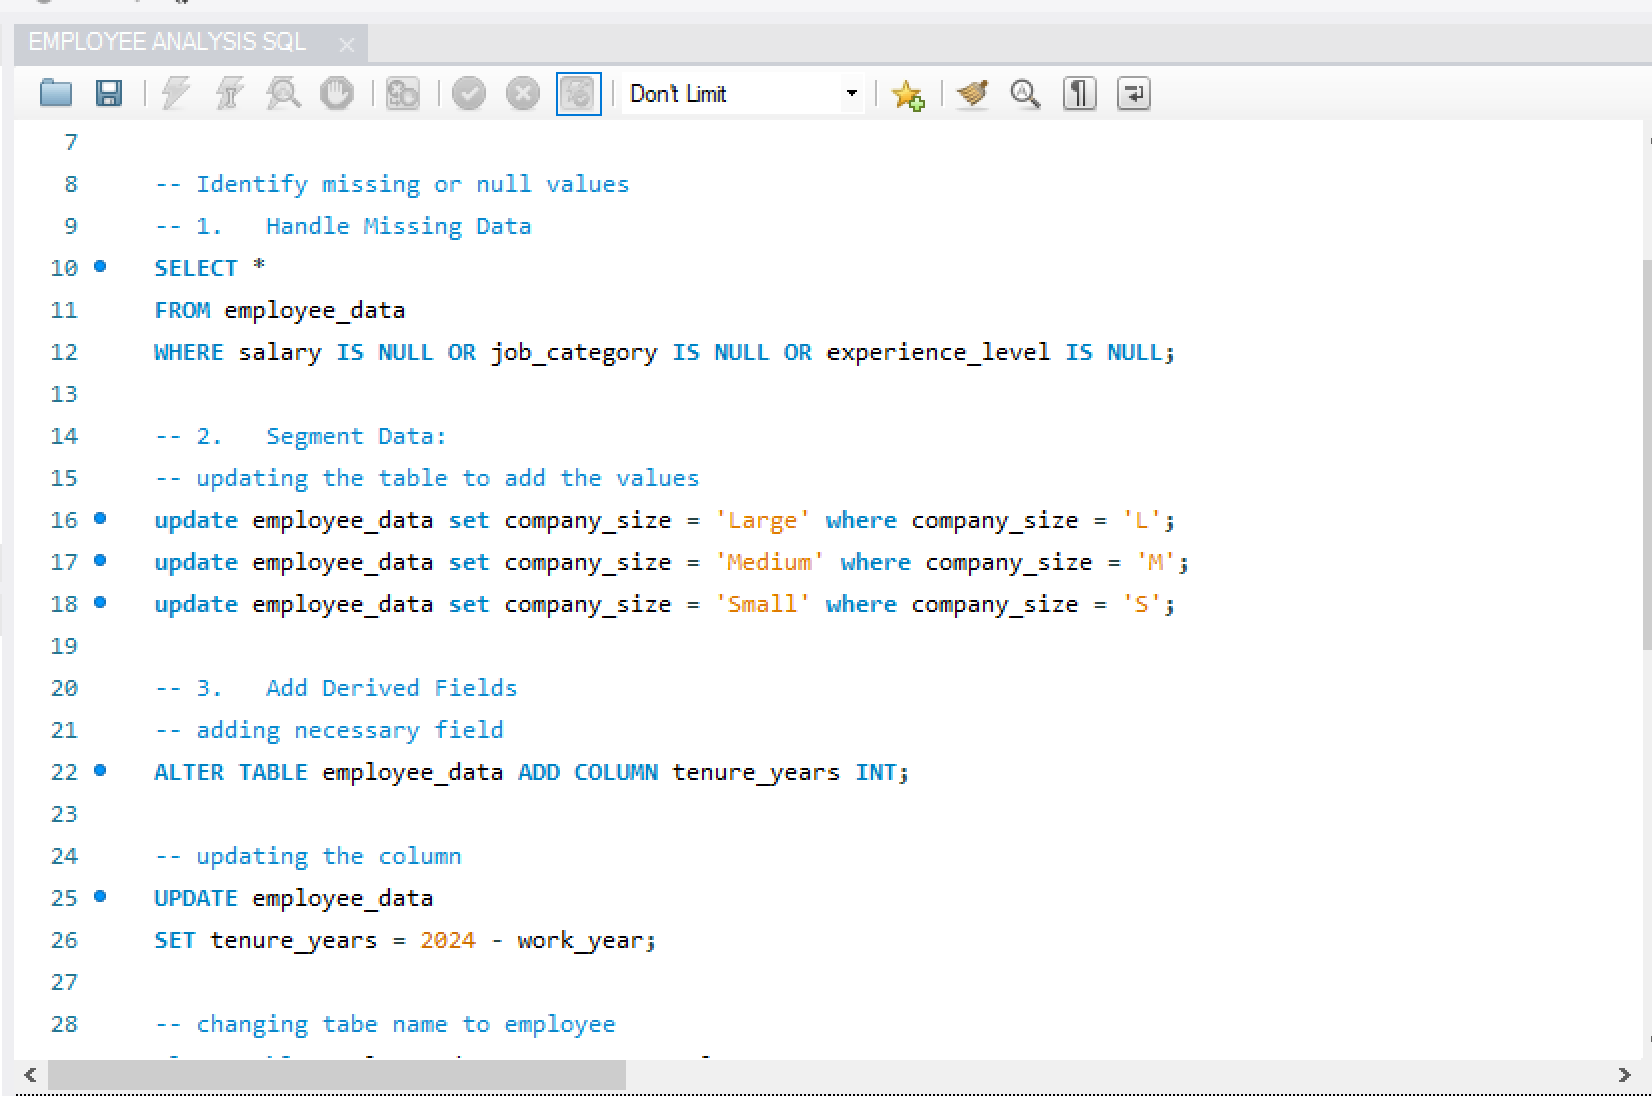 EMPLOYEE ANALYSIS SQL
Don't Limit
7
8 -- Identify missing or null values
9 -- 1. Handle Missing Data
10 SELECT *
11 FROM employee_data
12 WHERE salary IS NULL OR job_category IS NULL OR experience_level IS NULL;
13
14 -- 2. Segment Data:
15 -- updating the table to add the values
16 update employee_data set company_size = 'Large' where company_size = 'L';
17 update employee_data set company_size = 'Medium' where company_size = 'M';
18 update employee_data set company_size = 'Small' where company_size = 'S';
19
20 -- 3. Add Derived Fields
21 -- adding necessary field
22 ALTER TABLE employee_data ADD COLUMN tenure_years INT;
23
24 -- updating the column
25 UPDATE employee_data
26 SET tenure_years = 2024 - work_year;
27
28 -- changing tabe name to employee